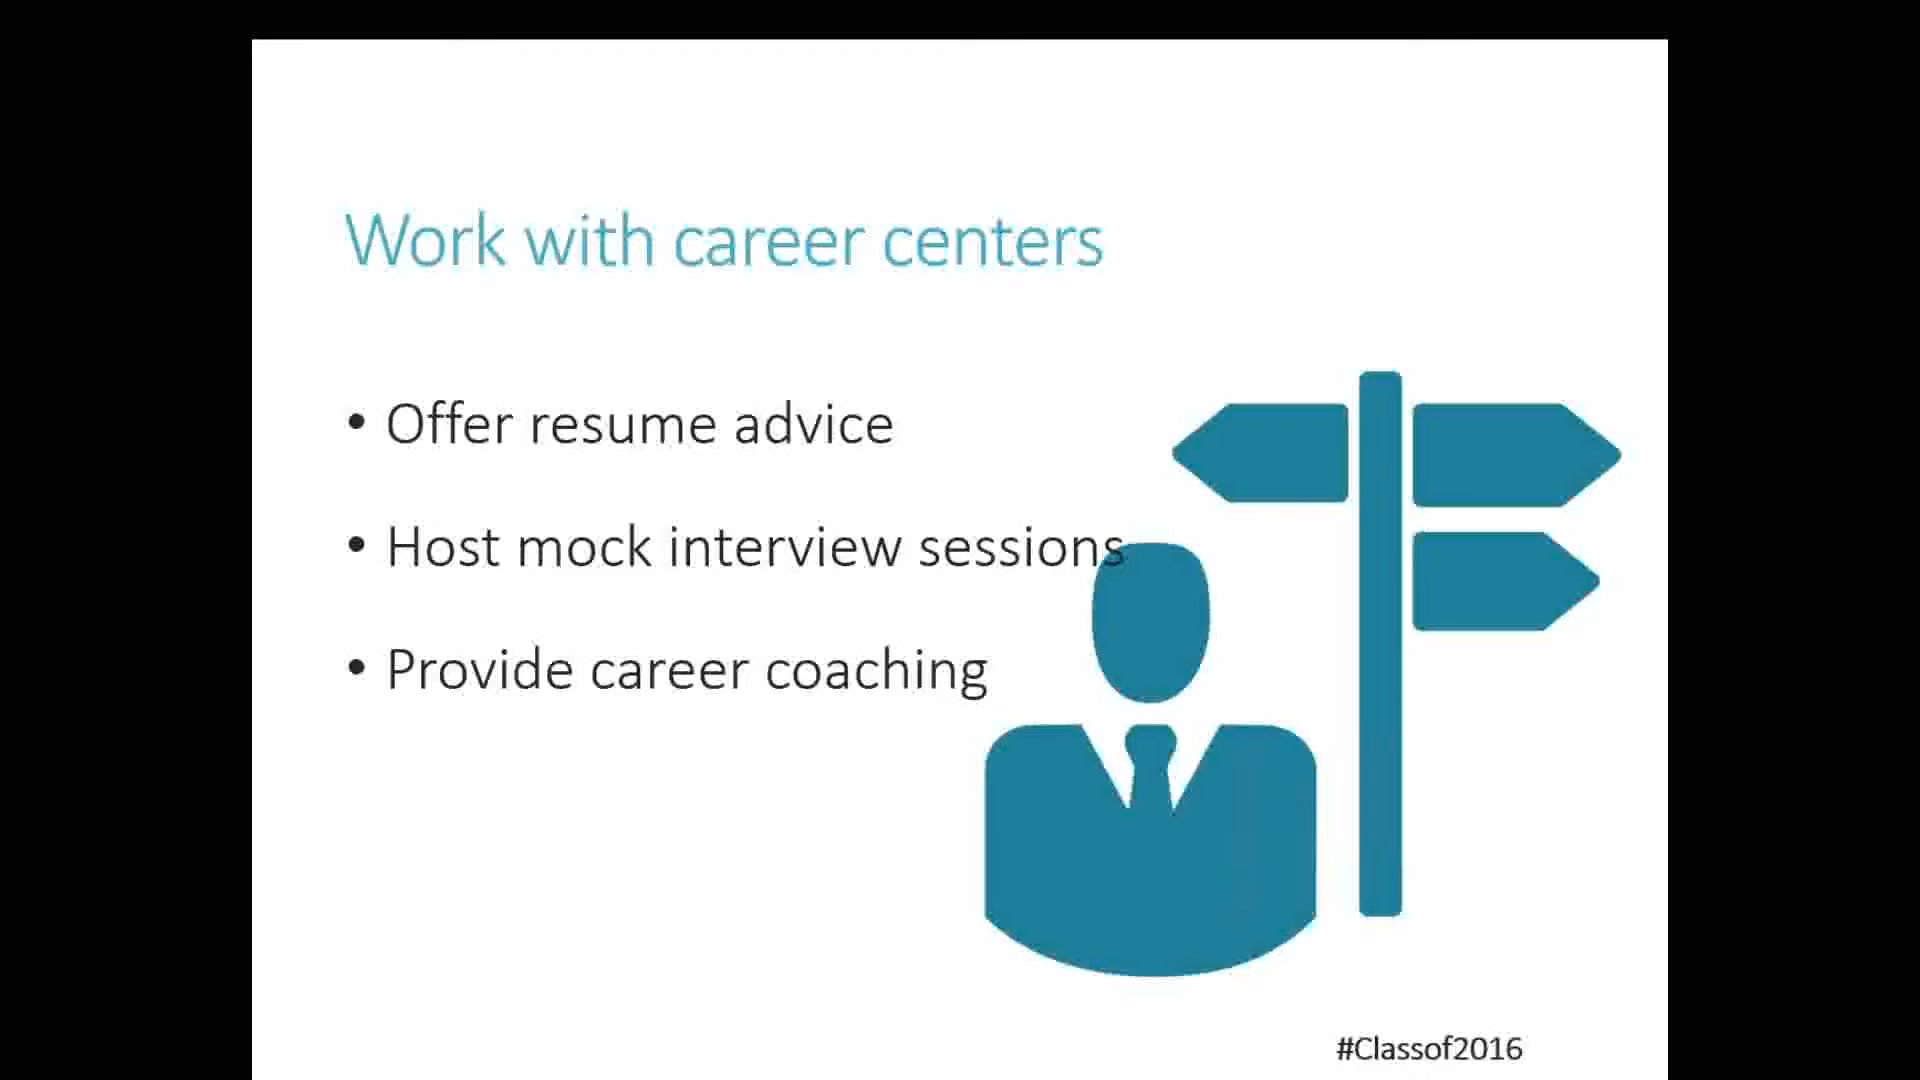 Work with career centers
• Offer resume advice
• Host mock interview sessions
• Provide career coaching
#Classof2016